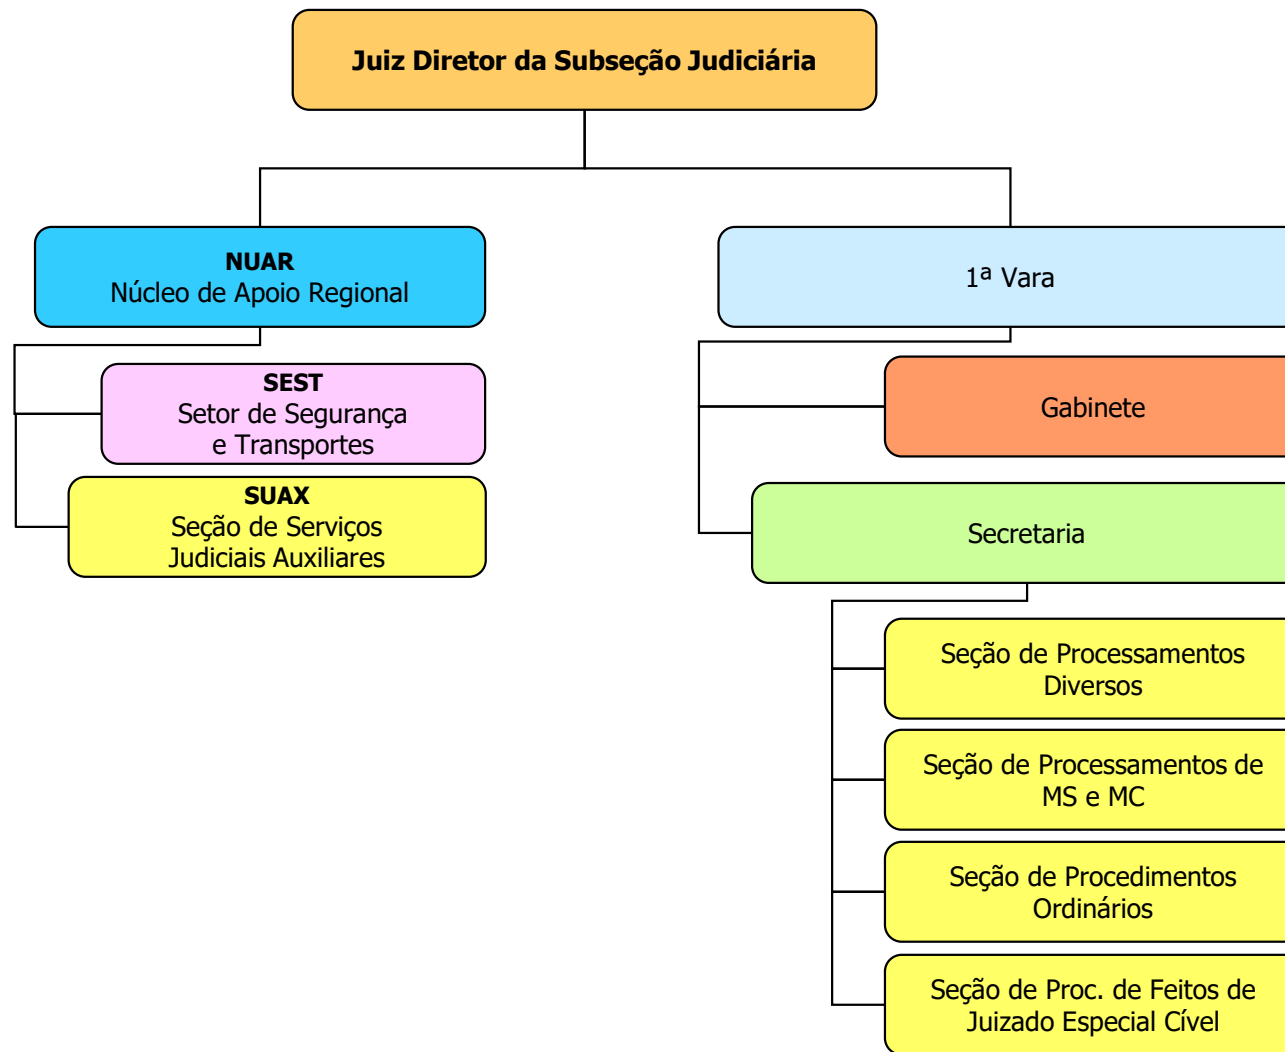 Juiz Diretor da Subseção Judiciária
NUAR
Núcleo de Apoio Regional
1ª Vara
SEST
Setor de Segurança
e Transportes
Gabinete
SUAX
Seção de Serviços
Judiciais Auxiliares
Secretaria
Seção de Processamentos
Diversos
Seção de Processamentos de
MS e MC
Seção de Procedimentos
Ordinários
Seção de Proc. de Feitos de
Juizado Especial Cível